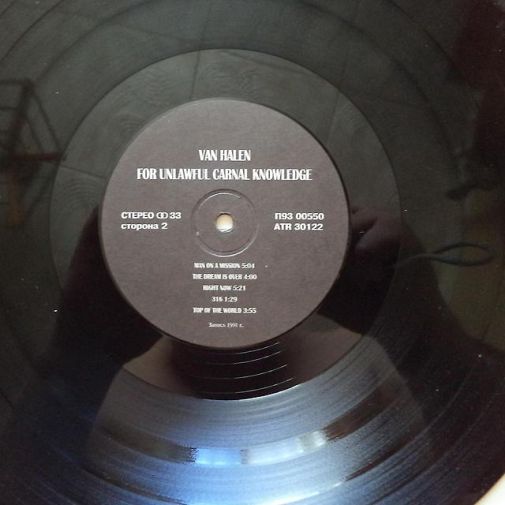 VAN HALEN
FOR UNLAWFUL CARNAL KNOWLEDGE
СТЕРЕО 33
сторона 2
П93 00550
ATR 30122
MAN ON A MISSION 5:04
THE DREAM IS OVER 4:00
RIGHT NOW 5:21
316 1:29
TOP OF THE WORLD 3:55
Запись 1991 г.